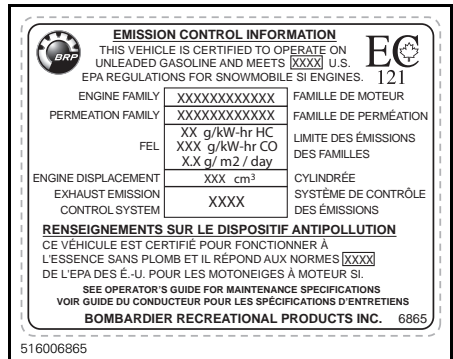 EMISSION CONTROL INFORMATION
BRP
THIS VEHICLE IS CERTIFIED TO OPERATE ON
UNLEADED GASOLINE AND MEETS XXXX U.S.
EPA REGULATIONS FOR SNOWMOBILE SI ENGINES.
EC
121
ENGINE FAMILY XXXXXXXXXXXX FAMILLE DE MOTEUR
PERMEATION FAMILY XXXXXXXXXXXX FAMILLE DE PERMÉATION
FEL XX g/kW-hr HC LIMITE DES ÉMISSIONS
XXX g/kW-hr CO DES FAMILLES
X.X g/ m2 / day
ENGINE DISPLACEMENT XXX cm³ CYLINDRÉE
EXHAUST EMISSION XXXX SYSTÈME DE CONTRÔLE
CONTROL SYSTEM DES ÉMISSIONS
RENSEIGNEMENTS SUR LE DISPOSITIF ANTIPOLLUTION
CE VÉHICULE EST CERTIFIÉ POUR FONCTIONNER À
L'ESSENCE SANS PLOMB ET IL RÉPOND AUX NORMES XXXX
DE L'EPA DES É.-U. POUR LES MOTONEIGES À MOTEUR SI.
SEE OPERATOR'S GUIDE FOR MAINTENANCE SPECIFICATIONS
VOIR GUIDE DU CONDUCTEUR POUR LES SPÉCIFICATIONS D'ENTRETIENS
BOMBARDIER RECREATIONAL PRODUCTS INC. 6865
516006865